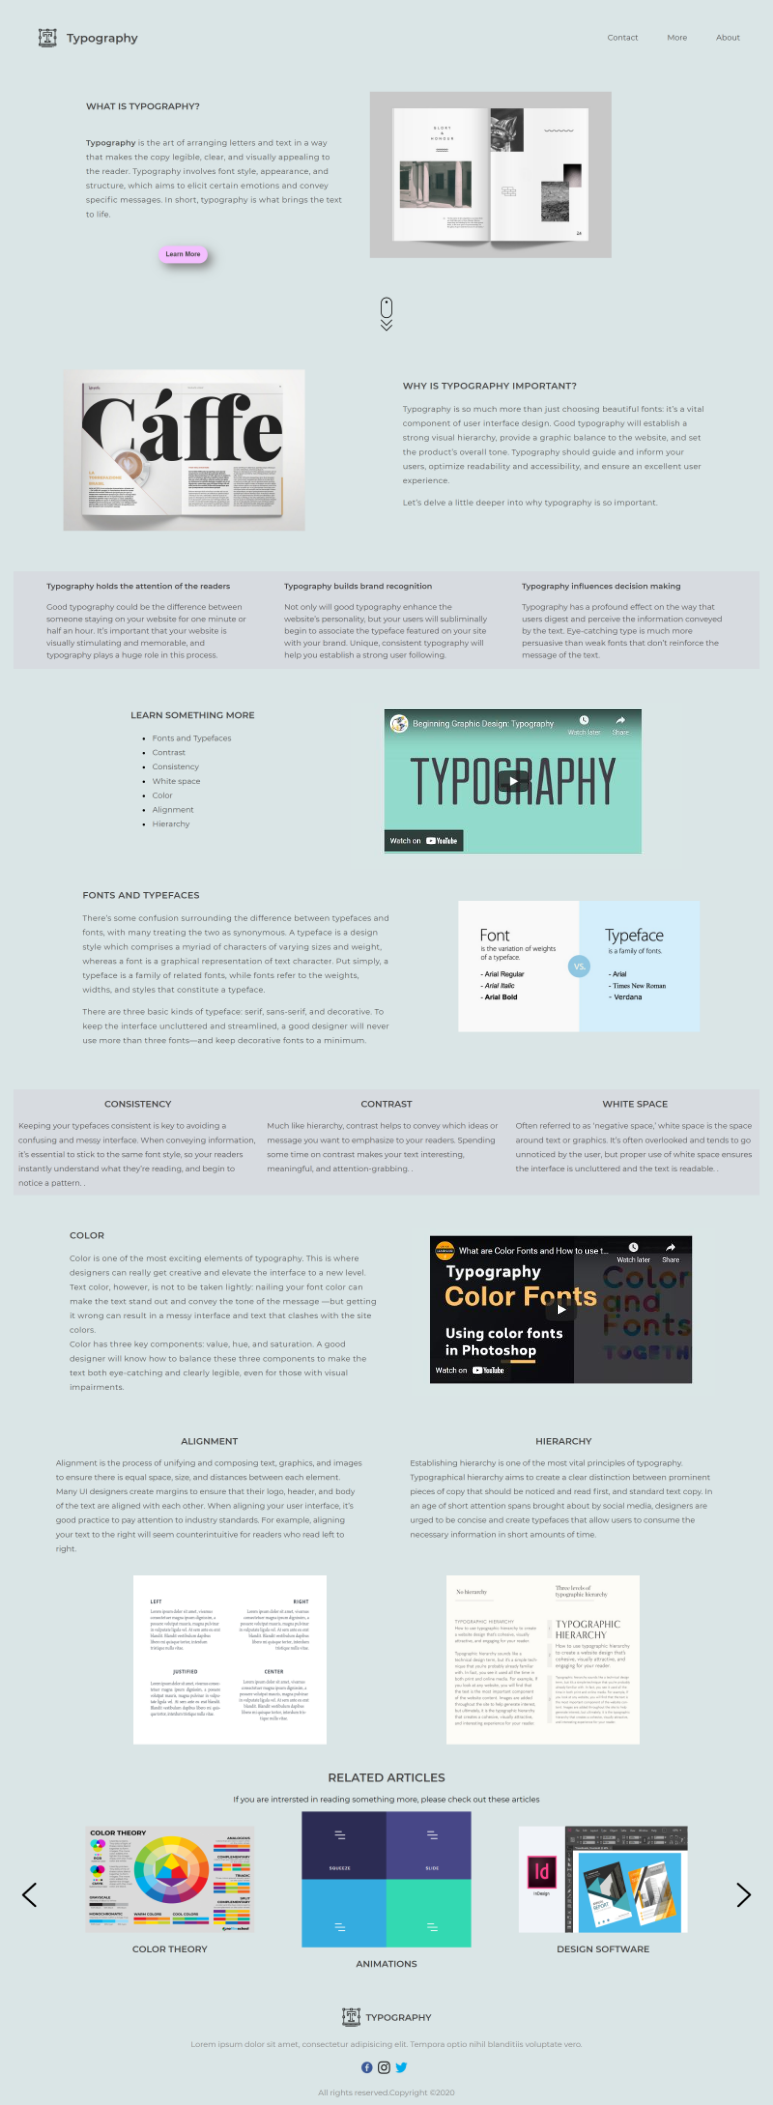 Typography
Contact More About
WHAT IS TYPOGRAPHY?
Typography is the art of arranging letters and text in a way
that makes the copy legible, clear, and visually appealing to
the reader. Typography involves font style, appearance, and
structure, which aims to elicit certain emotions and convey
specific messages. In short, typography is what brings the text
to life.
Learn More
24
Cáffe
WHY IS TYPOGRAPHY IMPORTANT?
Typography is so much more than just choosing beautiful fonts: it's a vital
component of user interface design. Good typography will establish a
strong visual hierarchy, provide a graphic balance to the website, and set
the product's overall tone. Typography should guide and inform your
users, optimize readability and accessibility, and ensure an excellent user
experience.
Let's delve a little deeper into why typography is so important.
Typography holds the attention of the readers
Good typography could be the difference between
someone staying on your website for one minute or
half an hour. It's important that your website is
visually stimulating and memorable, and
typography plays a huge role in this process.
Typography builds brand recognition
Not only will good typography enhance the
website's personality, but your users will subliminally
begin to associate the typeface featured on your site
with your brand. Unique, consistent typography will
help you establish a strong user following.
Typography influences decision making
Typography has a profound effect on the way that
users digest and perceive the information conveyed
by the text. Eye-catching type is much more
persuasive than weak fonts that don't reinforce the
message of the text.
LEARN SOMETHING MORE
Fonts and Typefaces
Contrast
Consistency
White space
Color
Alignment
Hierarchy
Beginning Graphic Design: Typography
Watch later Share
TYPOGRAPHY
Watch on YouTube
FONTS AND TYPEFACES
There's some confusion surrounding the difference between typefaces and
fonts, with many treating the two as synonymous. A typeface is a design
style which comprises a myriad of characters of varying sizes and weight,
whereas a font is a graphical representation of text character. Put simply, a
typeface is a family of related fonts, while fonts refer to the weights,
widths, and styles that constitute a typeface.
There are three basic kinds of typeface: serif, sans-serif, and decorative. To
keep the interface uncluttered and streamlined, a good designer will never
use more than three fonts—and keep decorative fonts to a minimum.
Font
is the variation of weights
of a typeface.
- Arial Regular
- Arial Italic
- Arial Bold
VS.
Typeface
is a family of fonts.
- Arial
- Times New Roman
- Verdana
CONSISTENCY
Keeping your typefaces consistent is key to avoiding a
confusing and messy interface. When conveying information,
it's essential to stick to the same font style, so your readers
instantly understand what they're reading, and begin to
notice a pattern. .
CONTRAST
Much like hierarchy, contrast helps to convey which ideas or
message you want to emphasize to your readers. Spending
some time on contrast makes your text interesting,
meaningful, and attention-grabbing. .
WHITE SPACE
Often referred to as 'negative space,' white space is the space
around text or graphics. It's often overlooked and tends to go
unnoticed by the user, but proper use of white space ensures
the interface is uncluttered and the text is readable. .
COLOR
Color is one of the most exciting elements of typography. This is where
designers can really get creative and elevate the interface to a new level.
Text color, however, is not to be taken lightly: nailing your font color can
make the text stand out and convey the tone of the message —but getting
it wrong can result in a messy interface and text that clashes with the site
colors.
Color has three key components: value, hue, and saturation. A good
designer will know how to balance these three components to make the
text both eye-catching and clearly legible, even for those with visual
impairments.
What are Color Fonts and How to use t...
Watch later Share
Typography
Color Fonts
Using color fonts
in Photoshop
Color
and
Fonts
TOGETH
Watch on YouTube
ALIGNMENT
Alignment is the process of unifying and composing text, graphics, and images
to ensure there is equal space, size, and distances between each element.
Many UI designers create margins to ensure that their logo, header, and body
of the text are aligned with each other. When aligning your user interface, it's
good practice to pay attention to industry standards. For example, aligning
your text to the right will seem counterintuitive for readers who read left to
right.
HIERARCHY
Establishing hierarchy is one of the most vital principles of typography.
Typographical hierarchy aims to create a clear distinction between prominent
pieces of copy that should be noticed and read first, and standard text copy. In
an age of short attention spans brought about by social media, designers are
urged to be concise and create typefaces that allow users to consume the
necessary information in short amounts of time.
LEFT
RIGHT
JUSTIFIED
CENTER
No hierarchy
TYPOGRAPHIC HIERARCHY
Three levels of
typographic hierarchy
TYPOGRAPHIC
HIERARCHY
How to use typographic hierarchy
to create a website design that's
cohesive, visually attractive, and
engaging for your reader.
RELATED ARTICLES
If you are intrersted in reading something more, please check out these articles
COLOR THEORY
WARM COLORS COOL COLORS
COLOR THEORY
SQUEEZE
SLIDE
ANIMATIONS
Id
InDesign
DESIGN SOFTWARE
TYPOGRAPHY
Lorem ipsum dolor sit amet, consectetur adipisicing elit. Tempora optio nihil blanditiis voluptate vero.
All rights reserved.Copyright ©2020